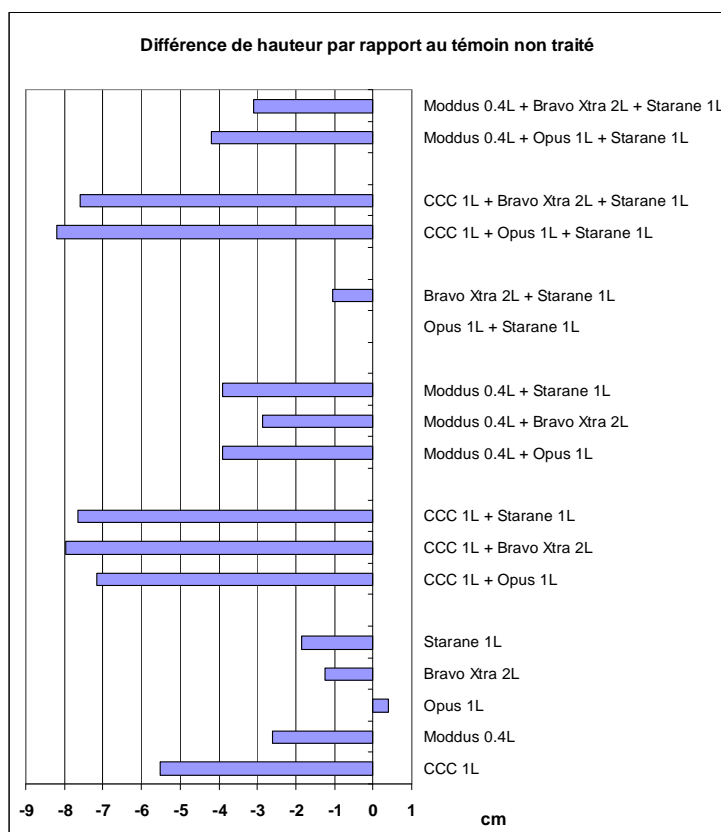 Différence de hauteur par rapport au témoin non traité
Moddus 0.4L + Bravo Xtra 2L + Starane 1L
Moddus 0.4L + Opus 1L + Starane 1L
CCC 1L + Bravo Xtra 2L + Starane 1L
CCC 1L + Opus 1L + Starane 1L
Bravo Xtra 2L + Starane 1L
Opus 1L + Starane 1L
Moddus 0.4L + Starane 1L
Moddus 0.4L + Bravo Xtra 2L
Moddus 0.4L + Opus 1L
CCC 1L + Starane 1L
CCC 1L + Bravo Xtra 2L
CCC 1L + Opus 1L
Starane 1L
Bravo Xtra 2L
Opus 1L
Moddus 0.4L
CCC 1L
-9 -8 -7 -6 -5 -4 -3 -2 -1 0 1
cm